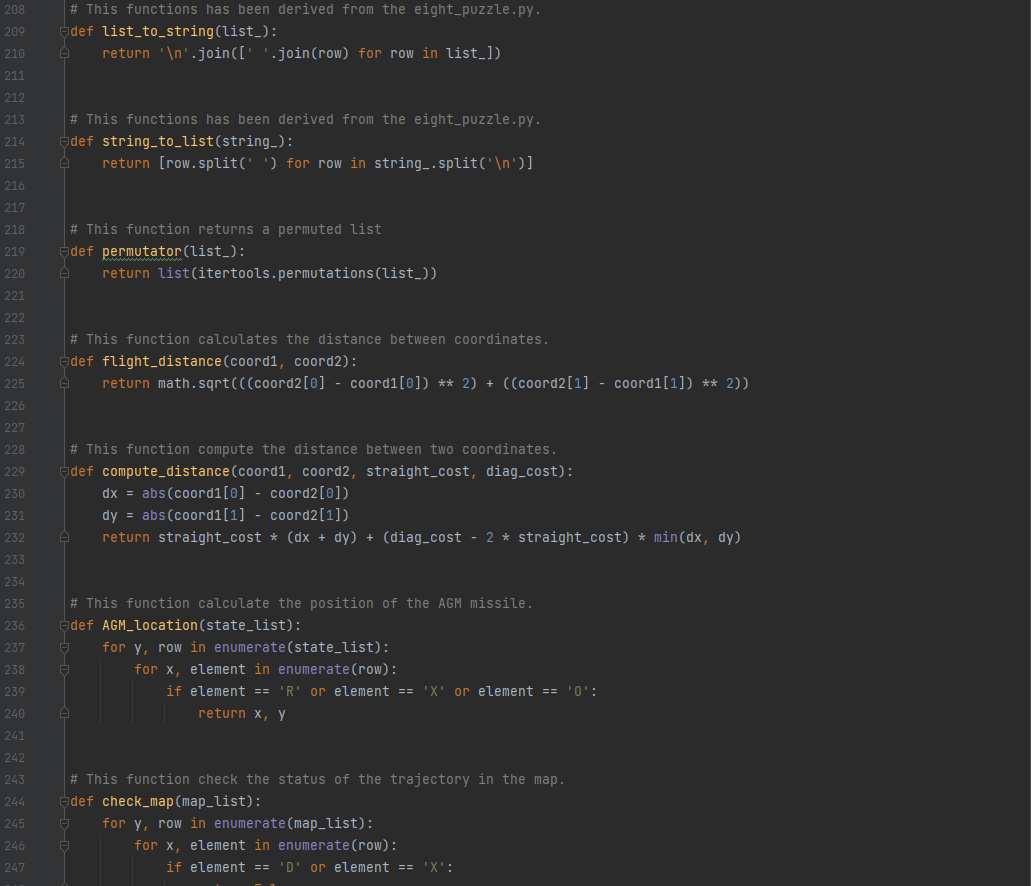 208 # This functions has been derived from the eight_puzzle.py.
209 def list_to_string(list_):
210     return '\n'.join([' '.join(row) for row in list_])
211
212
213 # This functions has been derived from the eight_puzzle.py.
214 def string_to_list(string_):
215     return [row.split(' ') for row in string_.split('\n')]
216
217
218 # This function returns a permuted list
219 def permutator(list_):
220     return list(itertools.permutations(list_))
221
222
223 # This function calculates the distance between coordinates.
224 def flight_distance(coord1, coord2):
225     return math.sqrt(((coord2[0] - coord1[0]) ** 2) + ((coord2[1] - coord1[1]) ** 2))
226
227
228 # This function compute the distance between two coordinates.
229 def compute_distance(coord1, coord2, straight_cost, diag_cost):
230     dx = abs(coord1[0] - coord2[0])
231     dy = abs(coord1[1] - coord2[1])
232     return straight_cost * (dx + dy) + (diag_cost - 2 * straight_cost) * min(dx, dy)
233
234
235 # This function calculate the position of the AGM missile.
236 def AGM_location(state_list):
237     for y, row in enumerate(state_list):
238         for x, element in enumerate(row):
239             if element == 'R' or element == 'X' or element == 'O':
240                 return x, y
241
242
243 # This function check the status of the trajectory in the map.
244 def check_map(map_list):
245     for y, row in enumerate(map_list):
246         for x, element in enumerate(row):
247             if element == 'D' or element == 'X':